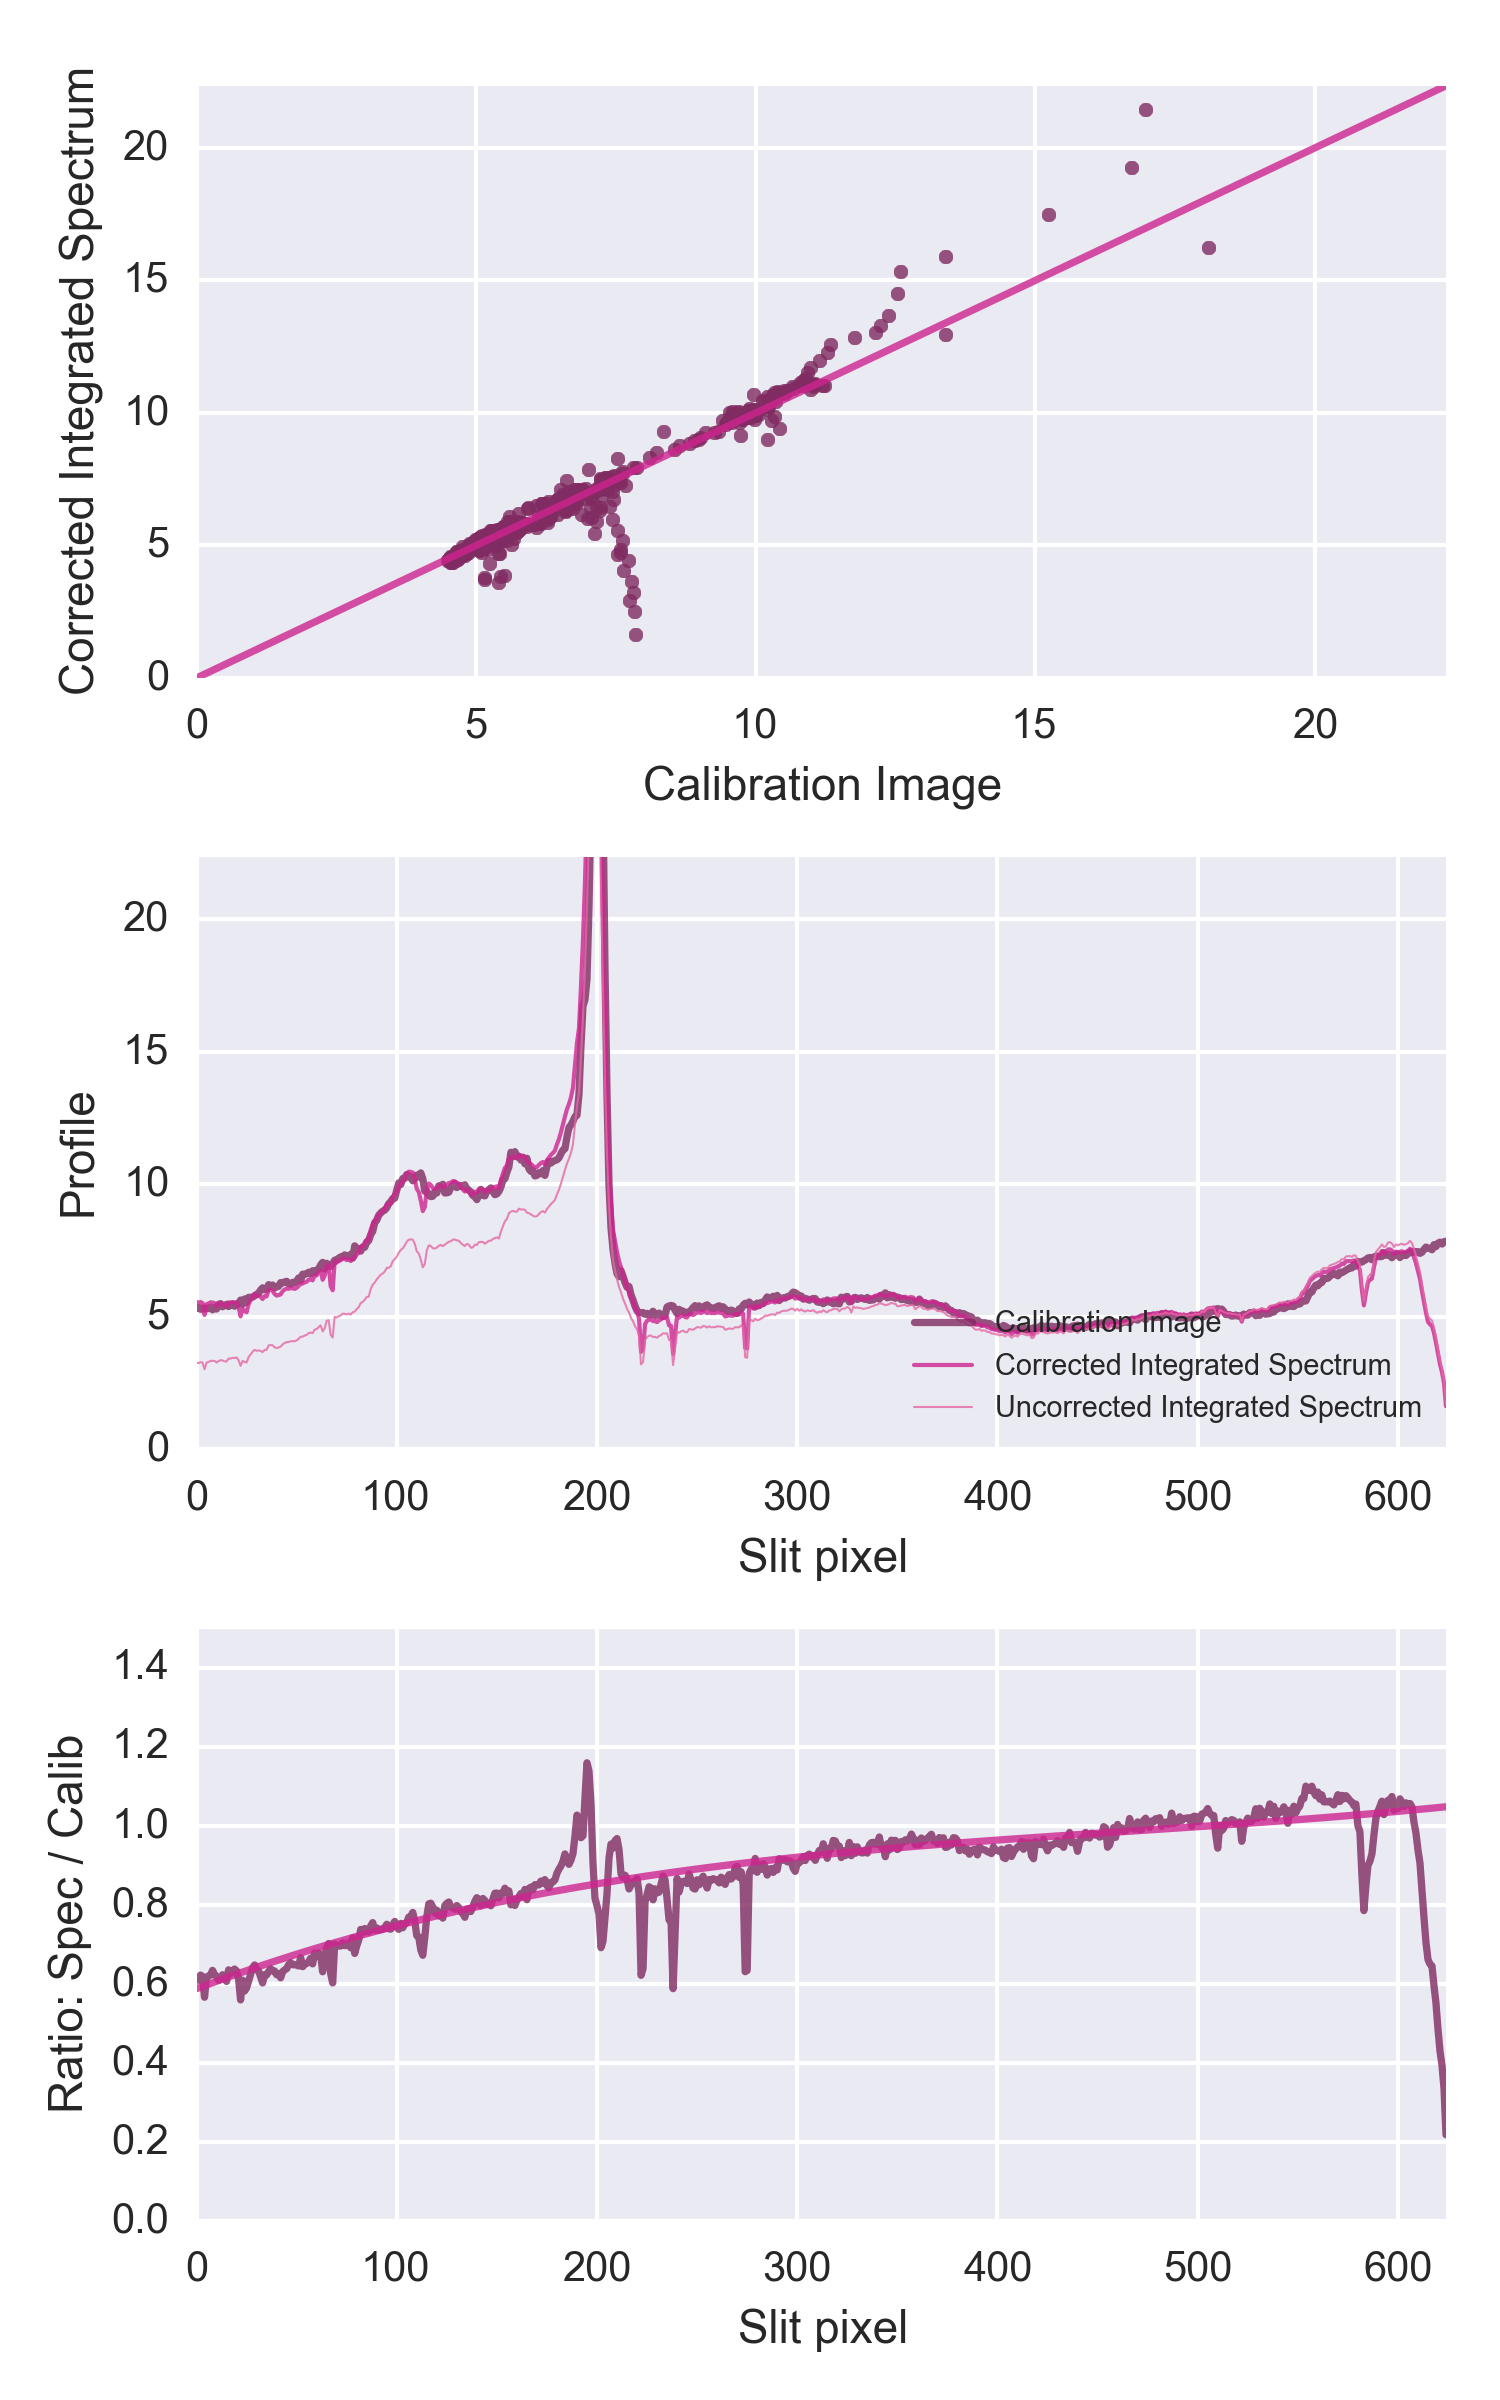 Corrected Integrated Spectrum
20
15
10
5
0
0 5 10 15 20
Calibration Image
Profile
20
15
10
5
0
Calibration Image
Corrected Integrated Spectrum
Uncorrected Integrated Spectrum
0 100 200 300 400 500 600
Slit pixel
Ratio: Spec / Calib
1.4
1.2
1.0
0.8
0.6
0.4
0.2
0.0
0 100 200 300 400 500 600
Slit pixel